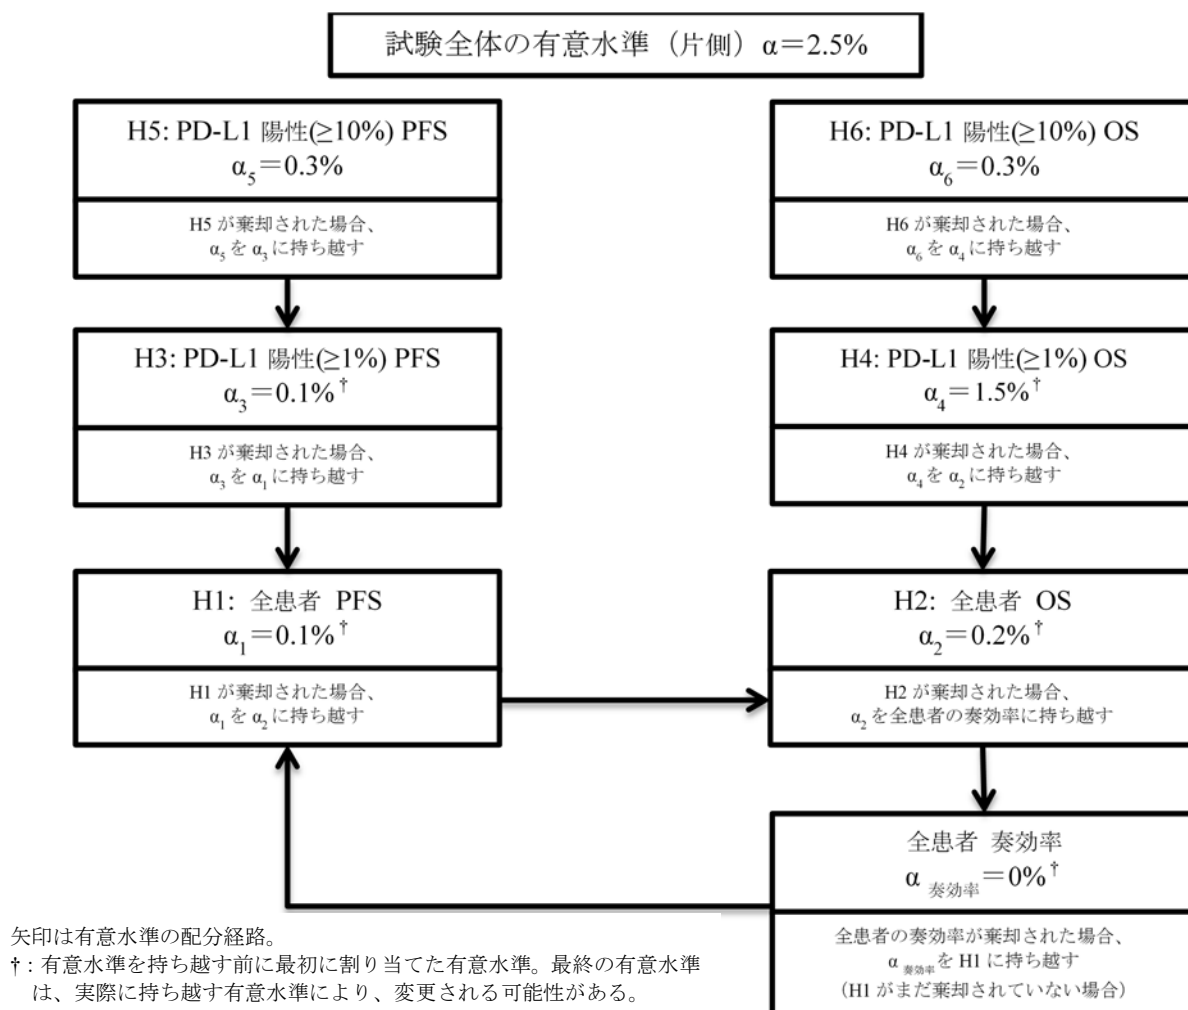 試験全体の有意水準（片側）α＝2.5%
H5: PD-L1 陽性(≥10%) PFS
α5＝0.3%
H5 が棄却された場合、
α5 を α3 に持ち越す
H6: PD-L1 陽性(≥10%) OS
α6＝0.3%
H6 が棄却された場合、
α6 を α4 に持ち越す
H3: PD-L1 陽性(≥1%) PFS
α3＝0.1%†
H3 が棄却された場合、
α3 を α1 に持ち越す
H4: PD-L1 陽性(≥1%) OS
α4＝1.5%†
H4 が棄却された場合、
α4 を α2 に持ち越す
H1: 全患者 PFS
α1＝0.1%†
H1 が棄却された場合、
α1 を α2 に持ち越す
H2: 全患者 OS
α2＝0.2%†
H2 が棄却された場合、
α2 を全患者の奏効率に持ち越す
全患者 奏効率
α 奏効率＝0%†
全患者の奏効率が棄却された場合、
α 奏効率を H1 に持ち越す
（H1 がまだ棄却されていない場合）
矢印は有意水準の配分経路。
†：有意水準を持ち越す前に最初に割り当てた有意水準。最終の有意水準
は、実際に持ち越す有意水準により、変更される可能性がある。